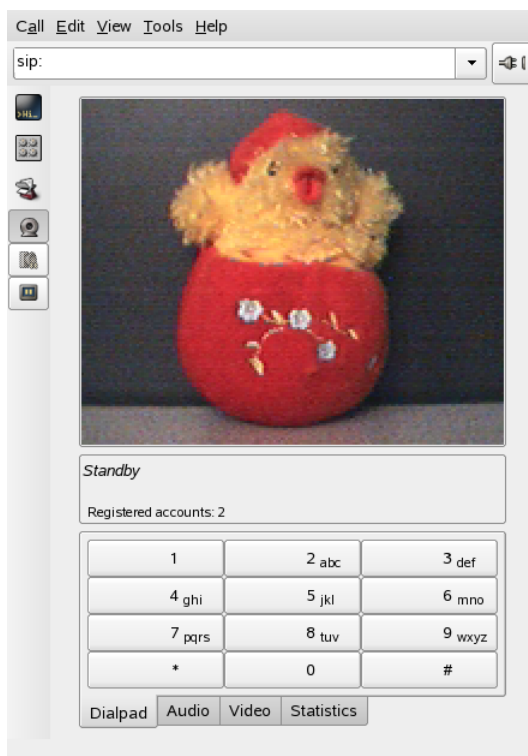 Call Edit View Tools Help
sip:
>Hi_
Standby
Registered accounts: 2
1
2 abc
3 def
4 ghi
5 jkl
6 mno
7 pqrs
8 tuv
9 wxyz
*
0
#
Dialpad Audio Video Statistics